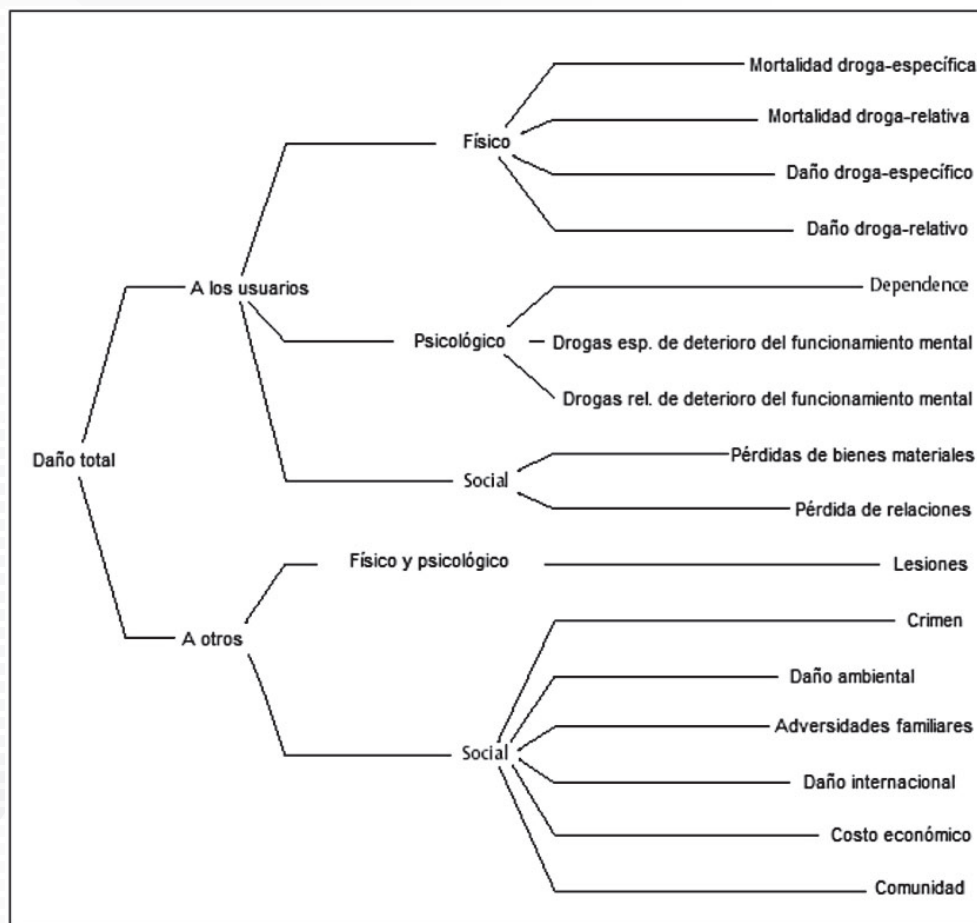 Mortalidad droga-específica
Mortalidad droga-relativa
Físico
Daño droga-específico
Daño droga-relativo
A los usuarios
Dependence
Psicológico
Drogas esp. de deterioro del funcionamiento mental
Drogas rel. de deterioro del funcionamiento mental
Daño total
Pérdidas de bienes materiales
Social
Pérdida de relaciones
Físico y psicológico
Lesiones
A otros
Crimen
Daño ambiental
Adversidades familiares
Social
Daño internacional
Costo económico
Comunidad